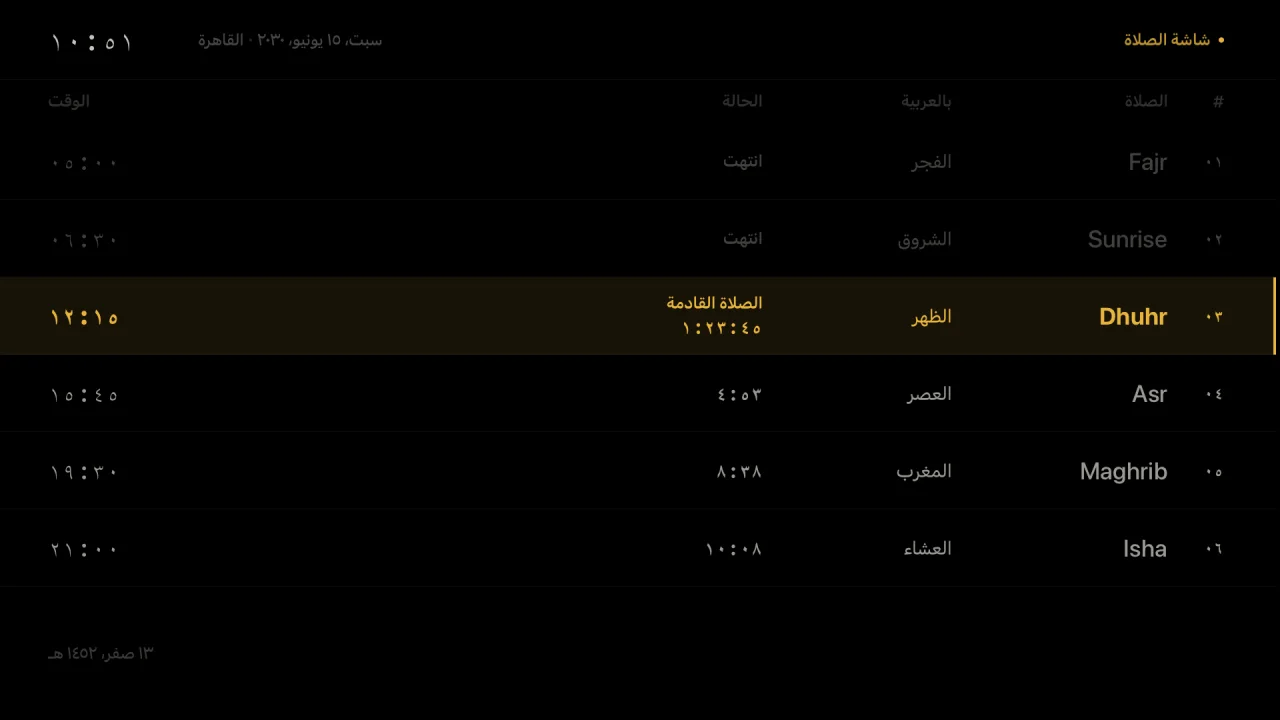 • شاشة الصلاة
سبت، ١٥ يونيو، ٢٠٣٠ · القاهرة
١٠:٥١
# الصلاة بالعربية الحالة الوقت
٠١ Fajr الفجر انتهت ٠٥:٠٠
٠٢ Sunrise الشروق انتهت ٠٦:٣٠
٠٣ Dhuhr الظهر الصلاة القادمة ١٢:١٥
١:٢٣:٤٥
٠٤ Asr العصر ٤:٥٣ ١٥:٤٥
٠٥ Maghrib المغرب ٨:٣٨ ١٩:٣٠
٠٦ Isha العشاء ١٠:٠٨ ٢١:٠٠
١٣ صفر، ١٤٥٢ هـ